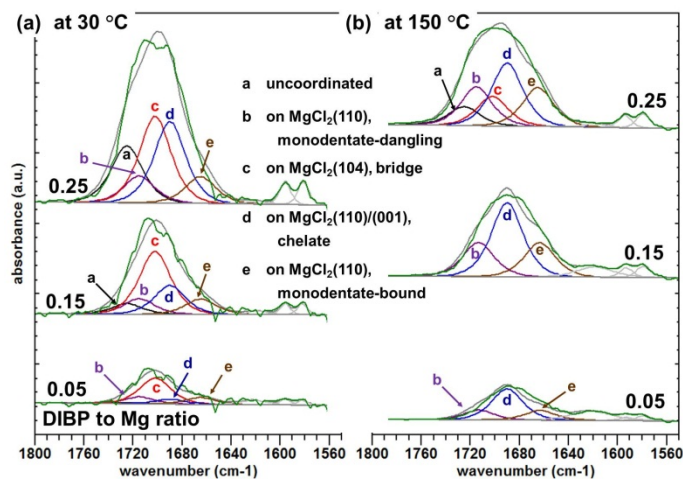 (a) at 30 °C
(b) at 150 °C
a uncoordinated
b on MgCl2(110),
monodentate-dangling
c on MgCl2(104), bridge
d on MgCl2(110)/(001),
chelate
e on MgCl2(110),
monodentate-bound
absorbance (a.u.)
0.25
a
b
c
d
e
0.15
a
b
c
d
e
0.05
b
c
d
e
DIBP to Mg ratio
0.25
a
b
c
d
e
0.15
b
d
e
0.05
b
d
e
1800 1760 1720 1680 1640 1600 1550
wavenumber (cm-1)
1800 1760 1720 1680 1640 1600 1550
wavenumber (cm-1)